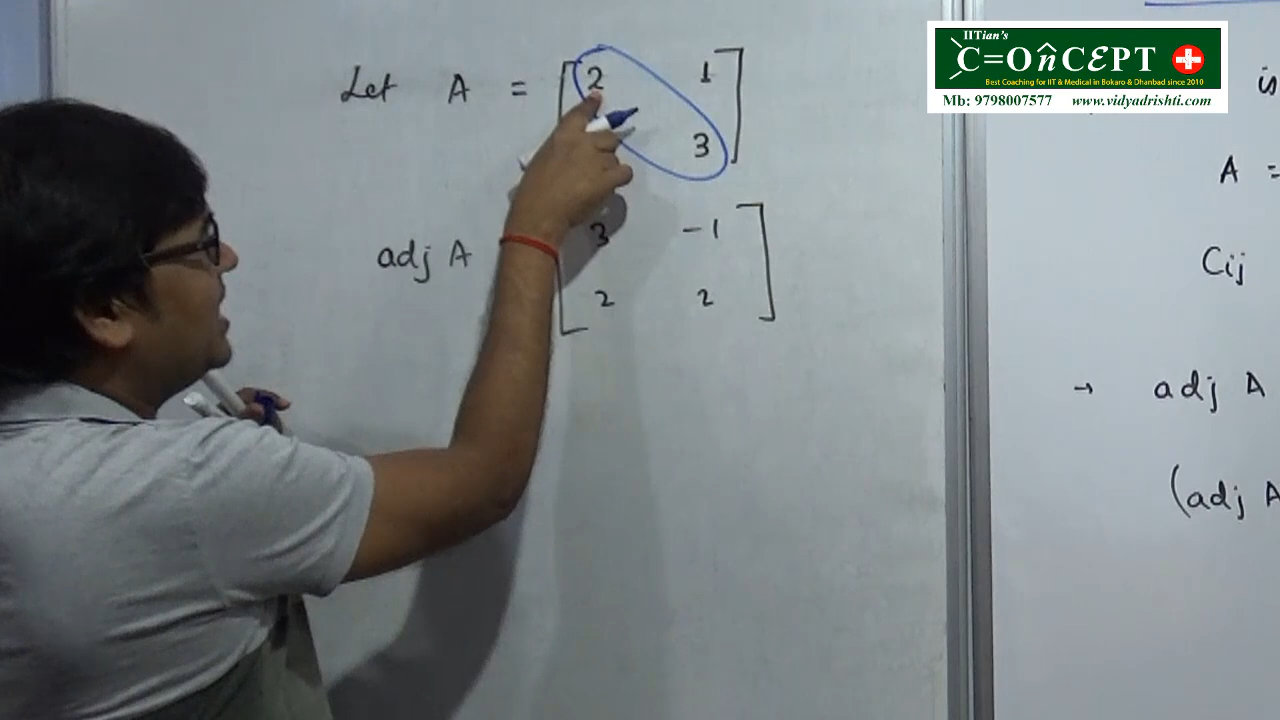 IITian's
C=OnCEPT
Best Coaching for IIT & Medical in Bokaro & Dhanbad since 2010
Mb: 9798007577 www.vidyadrishti.com
Let A = [ 2 1
3 ]
adj A [ 3 -1
2 2 ]
is
A =
Cij
→ adj A
(adj A